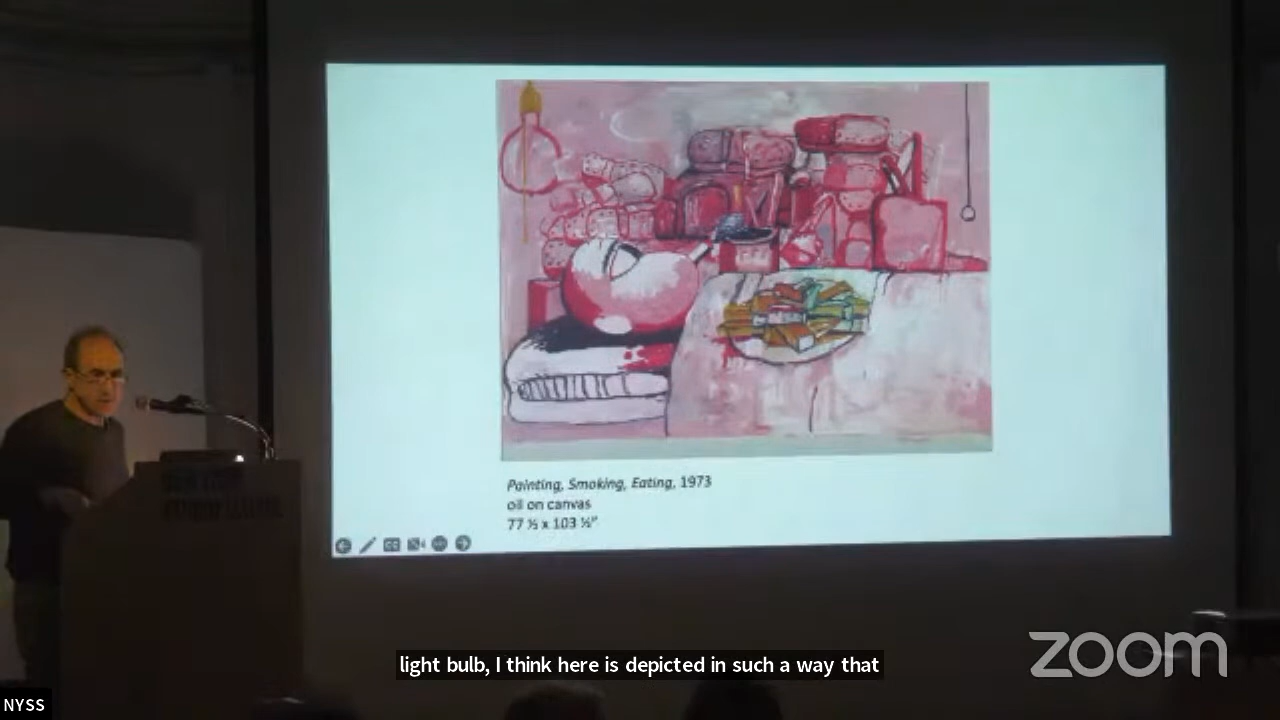 Painting, Smoking, Eating, 1973
oil on canvas
77 ½ x 103 ½"
CC
light bulb, I think here is depicted in such a way that
zoom
NYSS